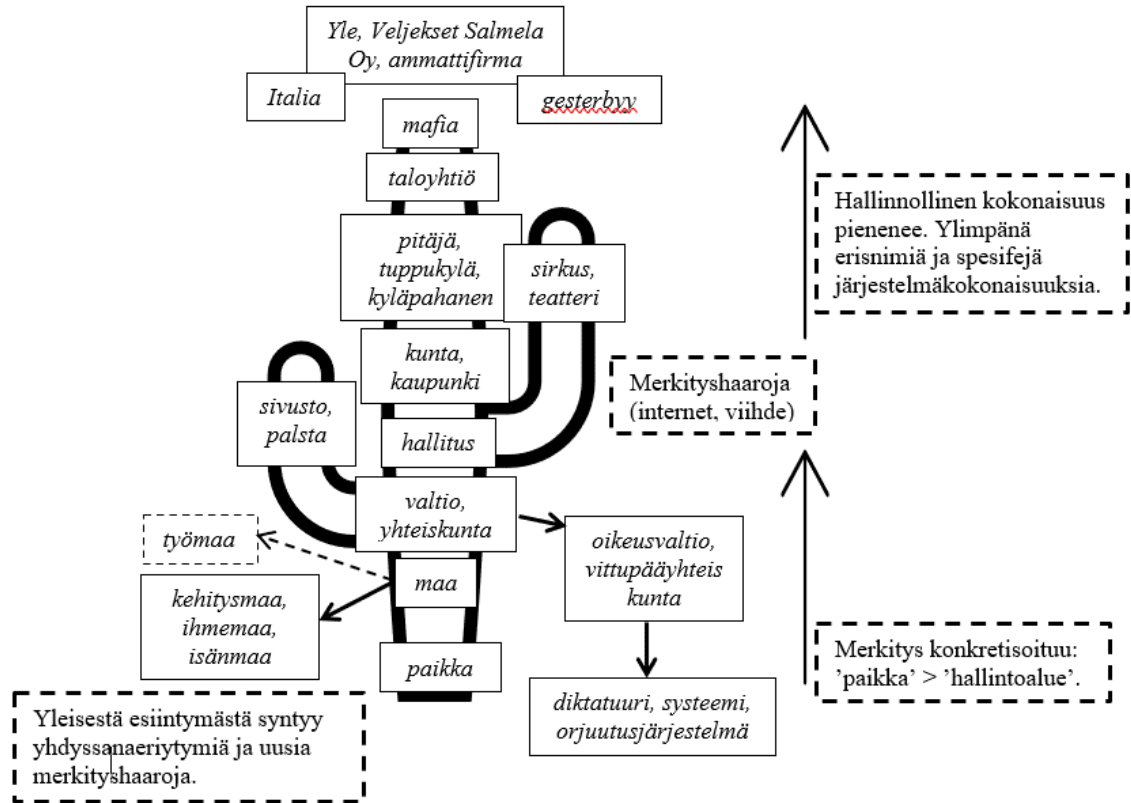 Yle, Veljekset Salmela
Oy, ammattifirma
Italia
gesterbyy
mafia
taloyhtiö
pitäjä,
tuppukylä,
kyläpahanen
sirkus,
teatteri
Hallinnollinen kokonaisuus
pienenee. Ylimpänä
erisnimiä ja spesifejä
järjestelmäkokonaisuuksia.
kunta,
kaupunki
Merkityshaaroja
(internet, viihde)
sivusto,
palsta
hallitus
valtio,
yhteiskunta
työmaa
oikeusvaltio,
vittupääyhteis
kunta
maa
kehitysmaa,
ihmemaa,
isänmaa
paikka
Merkitys konkretisoituu:
’paikka’ > ’hallintoalue’.
diktatuuri, systeemi,
orjuutusjärjestelmä
Yleisestä esiintymästä syntyy
yhdyssanaeriytymiä ja uusia
merkityshaaroja.